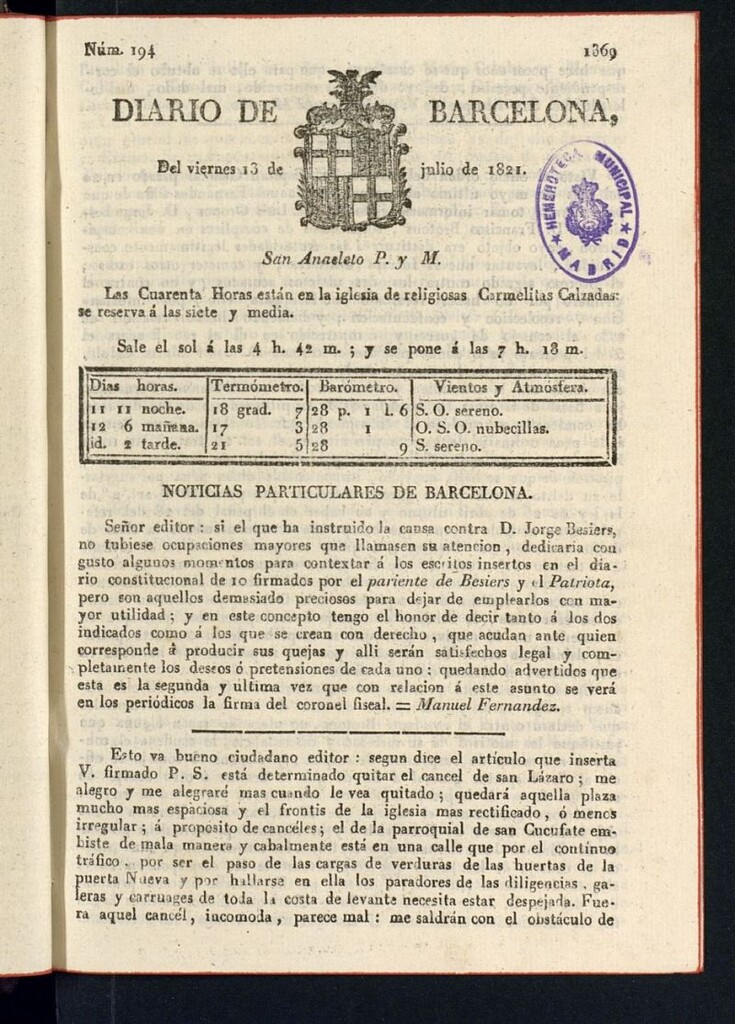 Núm. 194 1369
DIARIO DE BARCELONA,
Del viernes 13 de julio de 1821.
HEMEROTECA MUNICIPAL
★ MADRID ★
San Anacleto P. y M.
Las Cuarenta Horas están en la iglesia de religiosas Carmelitas Calzadas:
se reserva á las siete y media.
Sale el sol á las 4 h. 42 m. ; y se pone á las 7 h. 18 m.
Dias horas. Termómetro. Barómetro. Vientos y Atmósfera.
11 11 noche. 18 grad. 7 28 p. 1 l. 6 S. O. sereno.
12 6 mañana. 17 3 28 1 O. S. O. nubecillas.
id. 2 tarde. 21 5 28 9 S. sereno.
NOTICIAS PARTICULARES DE BARCELONA.
Señor editor : si el que ha instruido la causa contra D. Jorge Besiers,
no tubiese ocupaciones mayores que llamasen su atencion, dedicaria con
gusto algunos momentos para contextar á los escritos insertos en el dia-
rio constitucional de 10 firmados por el pariente de Besiers y el Patriota,
pero son aquellos demasiado preciosos para dejar de emplearlos con ma-
yor utilidad ; y en este concepto tengo el honor de decir tanto á los dos
indicados como á los que se crean con derecho, que acudan ante quien
corresponde á producir sus quejas y alli serán satisfechos legal y com-
pletamente los deseos ó pretensiones de cada uno : quedando advertidos que
esta es la segunda y ultima vez que con relacion á este asunto se verá
en los periódicos la firma del coronel fiscal. = Manuel Fernandez.
Esto va bueno ciudadano editor : segun dice el artículo que inserta
V. firmado P. S. está determinado quitar el cancel de san Lázaro ; me
alegro y me alegraré mas cuando le vea quitado ; quedará aquella plaza
mucho mas espaciosa y el frontis de la iglesia mas rectificado, ó menos
irregular ; á proposito de cancéles ; el de la parroquial de san Cucufate em-
biste de mala manera y cabalmente está en una calle que por el contínuo
tráfico, por ser el paso de las cargas de verduras de las huertas de la
puerta Nueva y por hallarse en ella los paradores de las diligencias, ga-
leras y carruages de toda la costa de levante necesita estar despejada. Fue-
ra aquel cancél, incomoda, parece mal : me saldrán con el obstáculo de